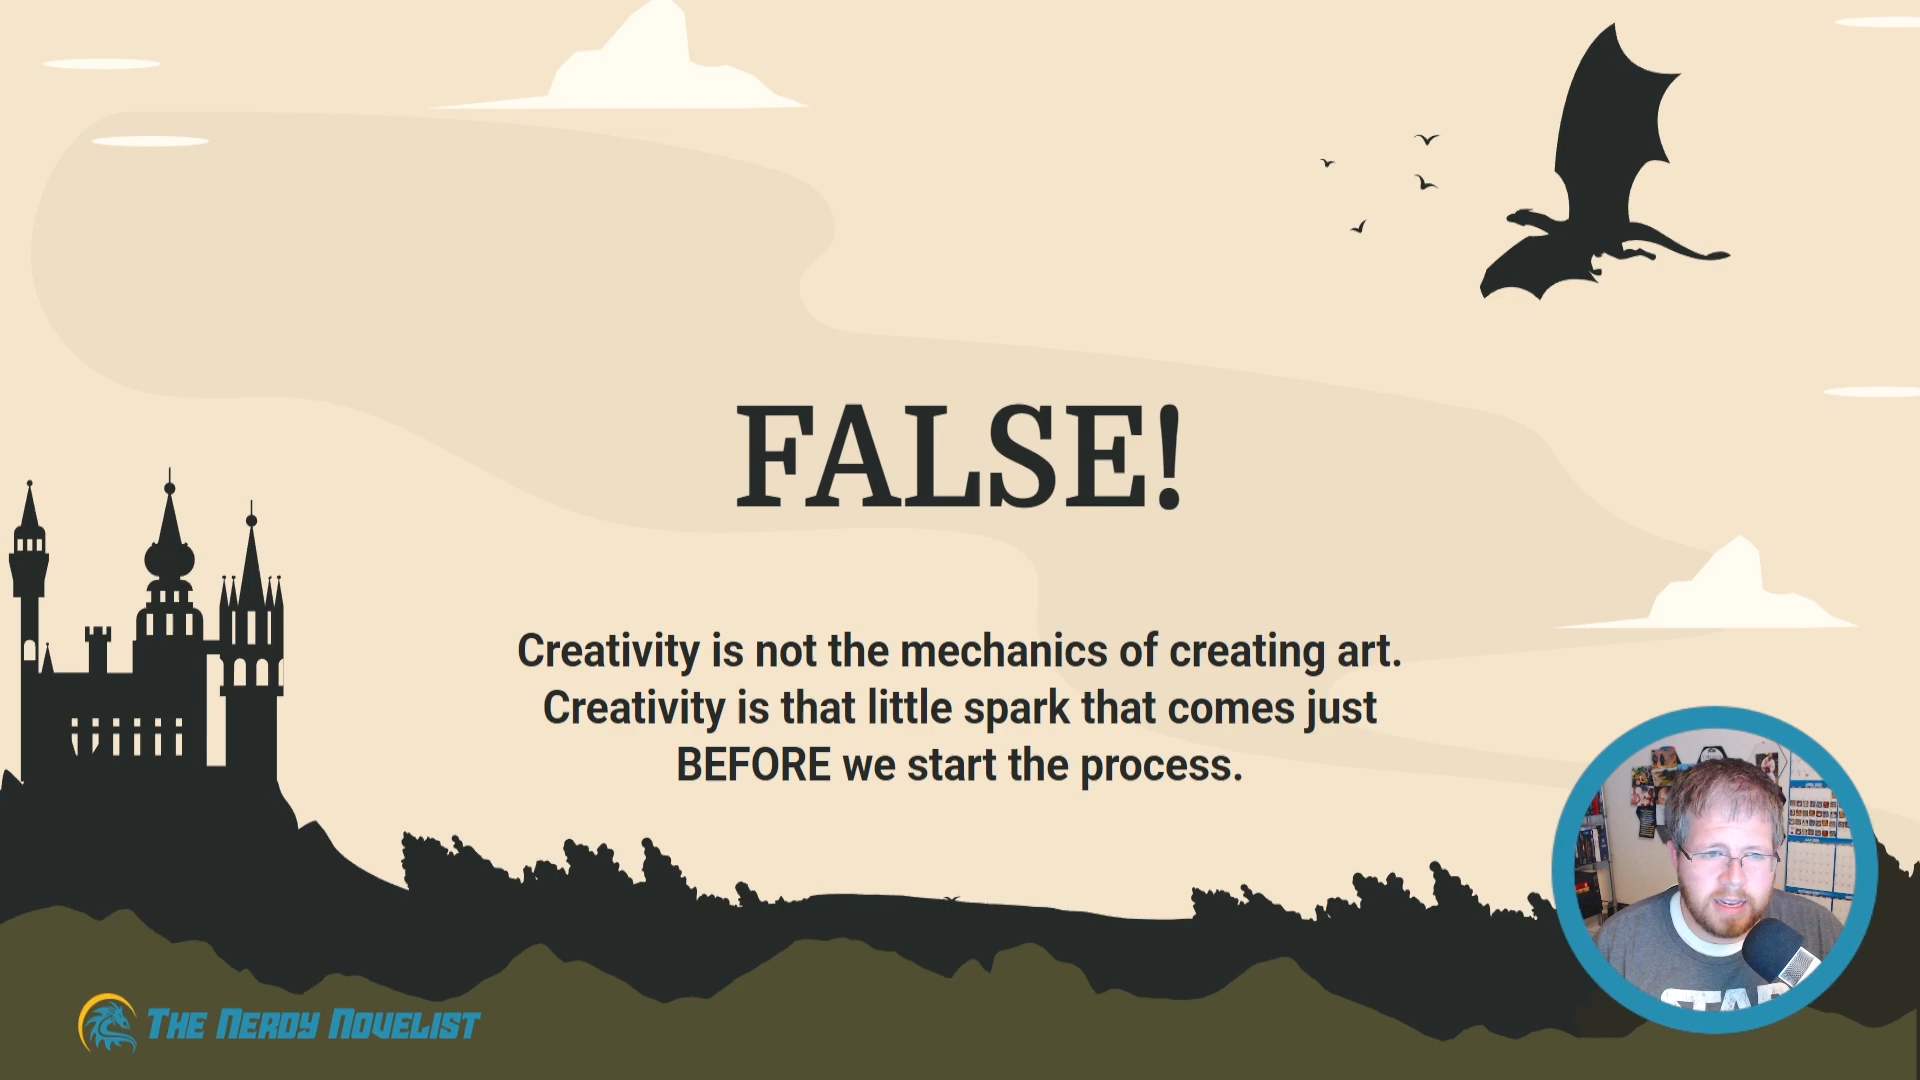 FALSE!
Creativity is not the mechanics of creating art.
Creativity is that little spark that comes just
BEFORE we start the process.
THE NERDY NOVELIST
STAR